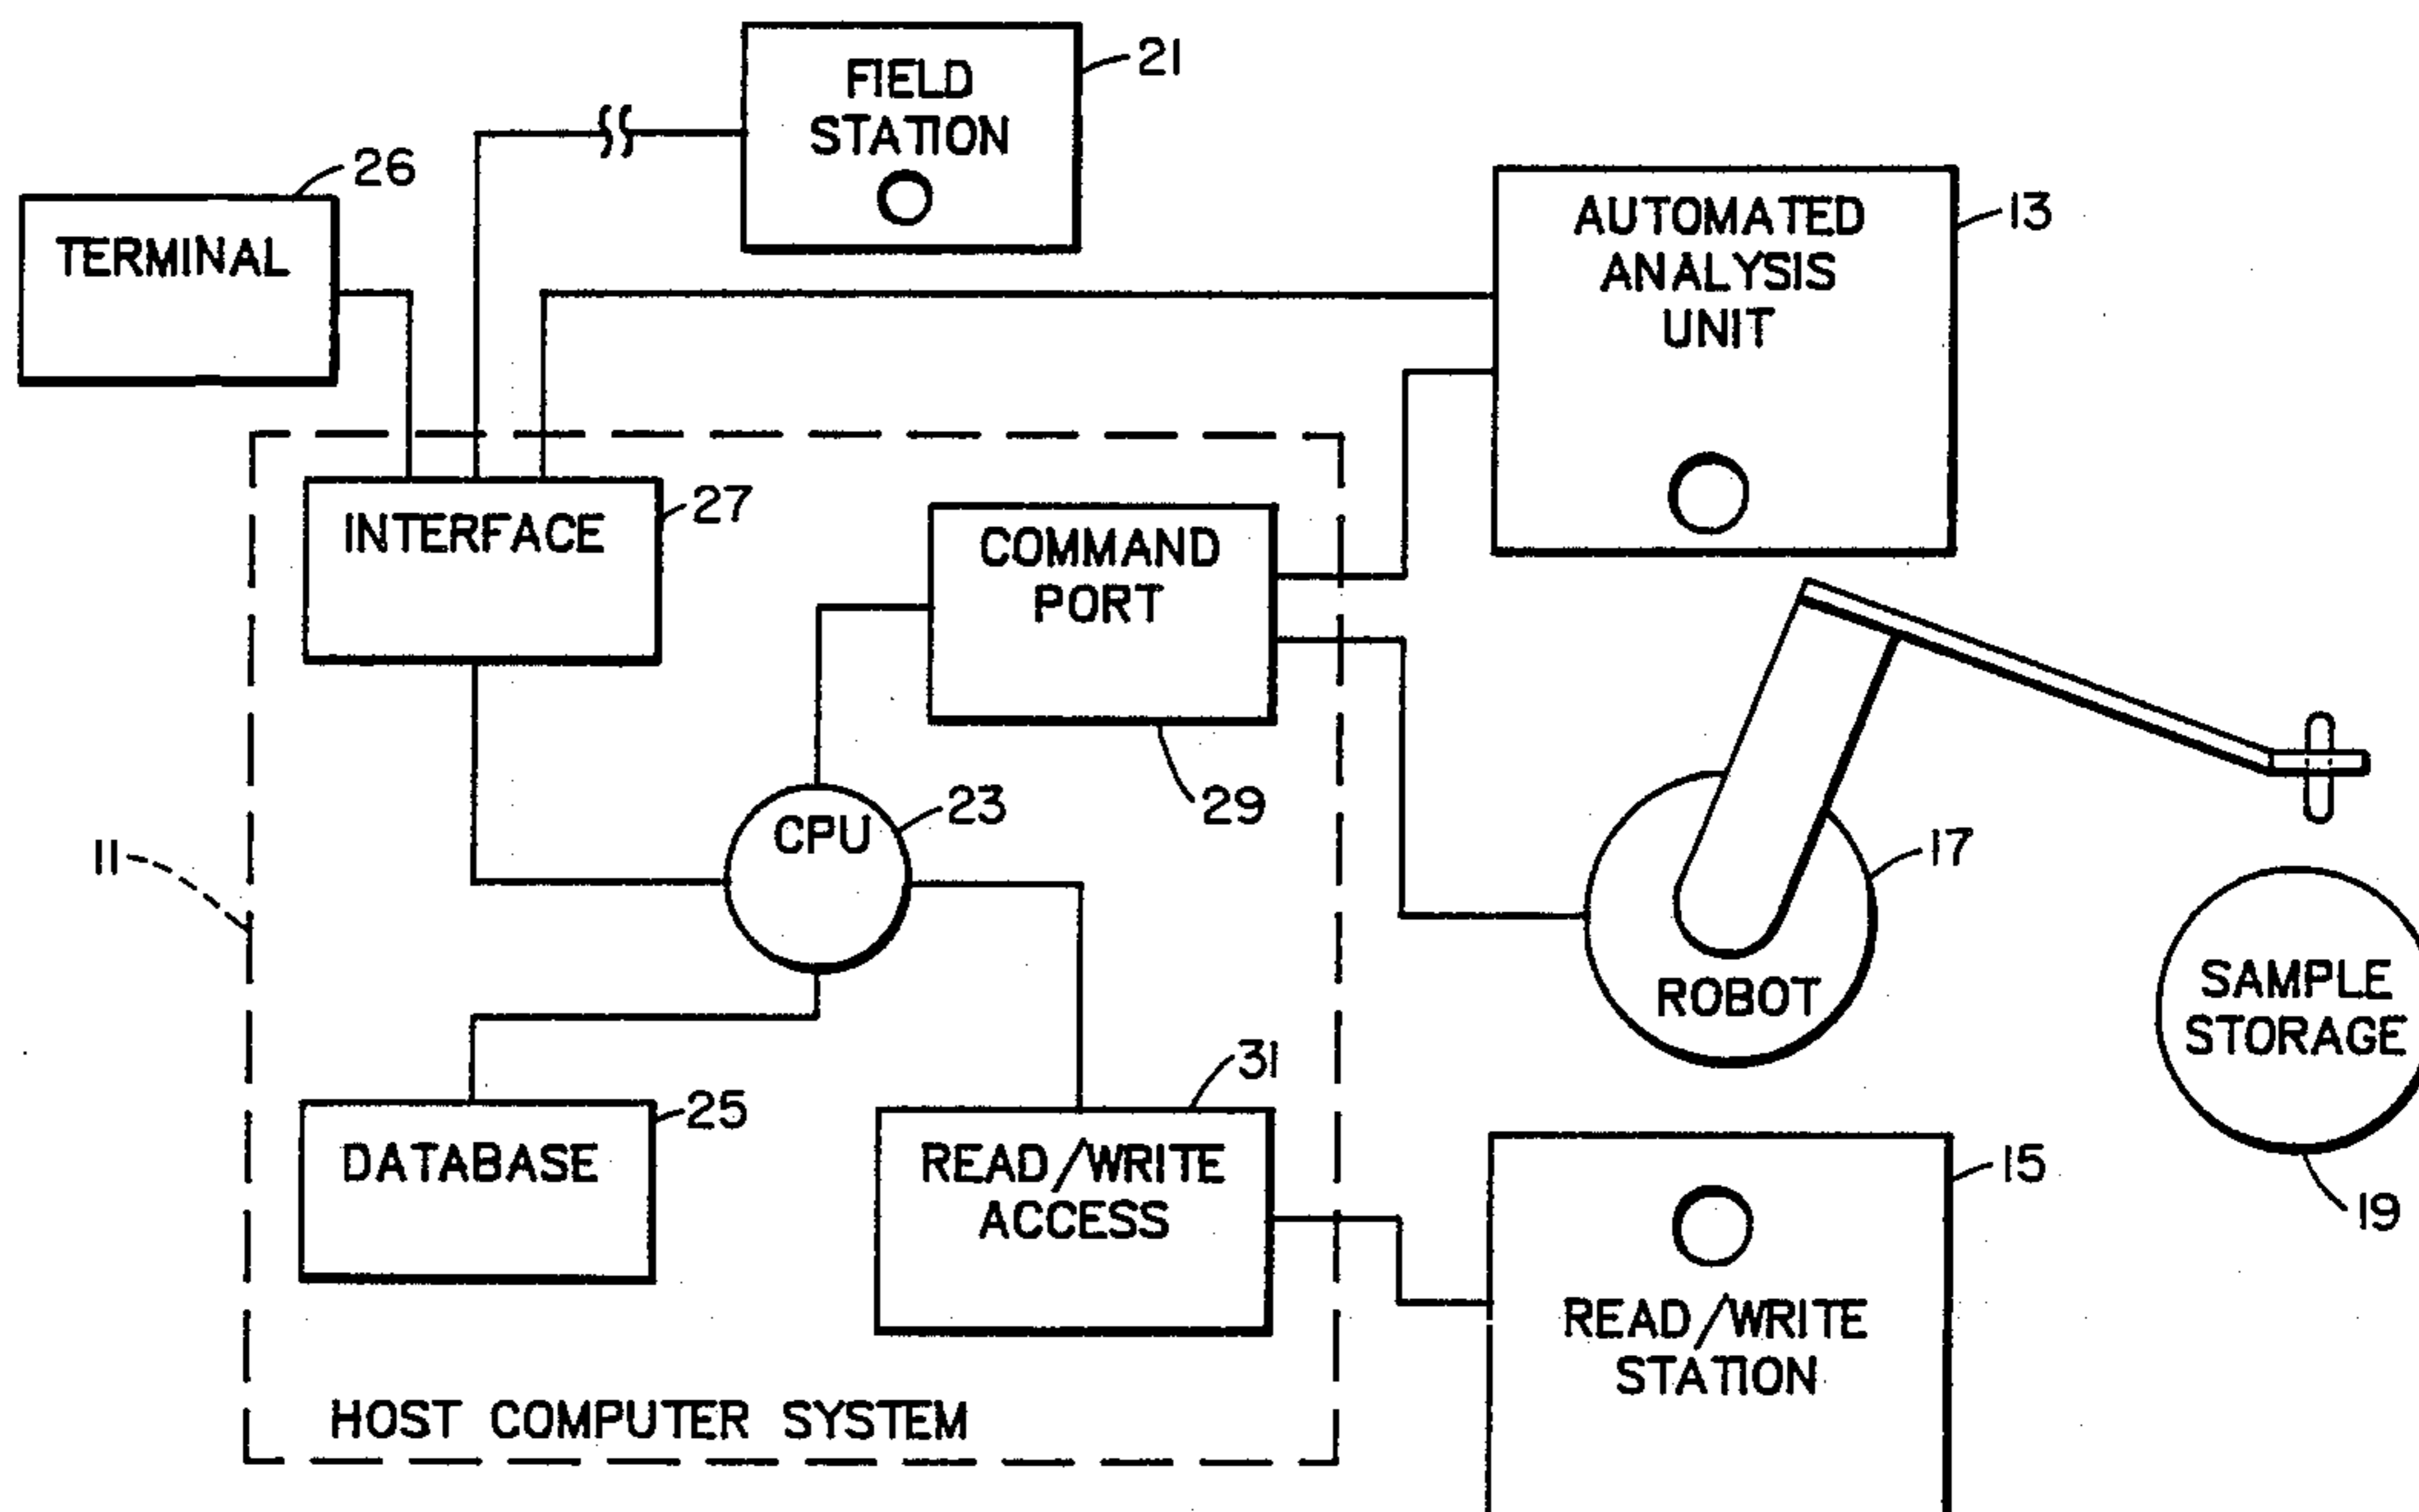 FIELD
STATION
21
26
TERMINAL
AUTOMATED
ANALYSIS
UNIT
13
INTERFACE
27
COMMAND
PORT
29
CPU
23
11
17
ROBOT
SAMPLE
STORAGE
19
DATABASE
25
31
READ/WRITE
ACCESS
15
READ/WRITE
STATION
HOST COMPUTER SYSTEM